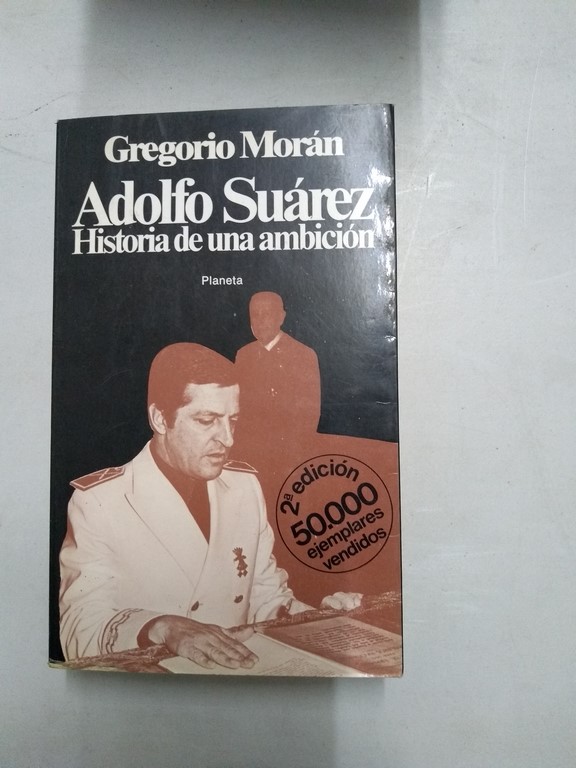 Gregorio Morán
Adolfo Suárez
Historia de una ambición
Planeta
2ª edición
50.000
ejemplares
vendidos